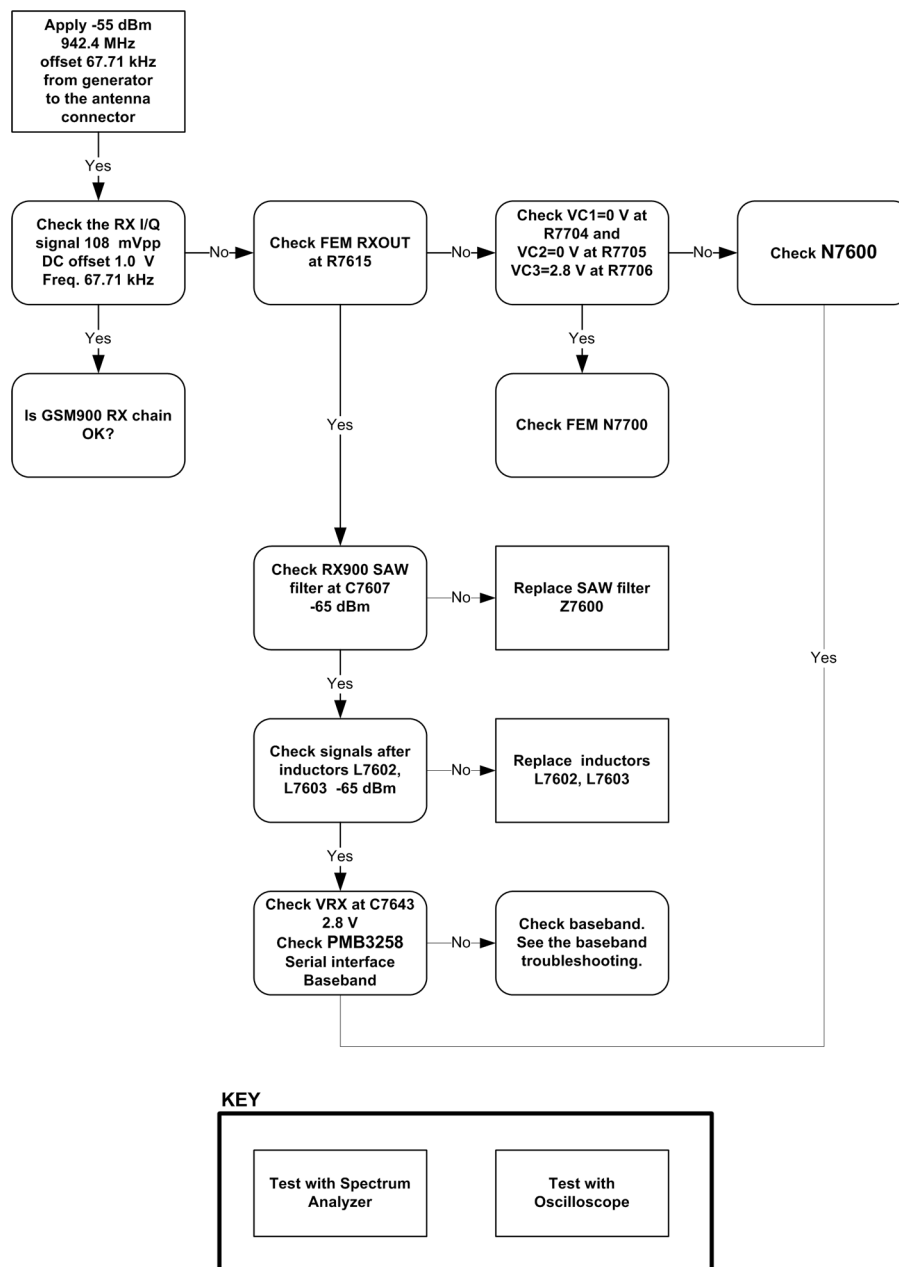 Apply -55 dBm
942.4 MHz
offset 67.71 kHz
from generator
to the antenna
connector
Yes
Check the RX I/Q
signal 108 mVpp
DC offset 1.0 V
Freq. 67.71 kHz
No
Check FEM RXOUT
at R7615
No
Check VC1=0 V at
R7704 and
VC2=0 V at R7705
VC3=2.8 V at R7706
No
Check N7600
Yes
Is GSM900 RX chain
OK?
Yes
Yes
Check FEM N7700
Check RX900 SAW
filter at C7607
-65 dBm
No
Replace SAW filter
Z7600
Yes
Yes
Check signals after
inductors L7602,
L7603 -65 dBm
No
Replace inductors
L7602, L7603
Yes
Check VRX at C7643
2.8 V
Check PMB3258
Serial interface
Baseband
No
Check baseband.
See the baseband
troubleshooting.
KEY
Test with Spectrum
Analyzer
Test with
Oscilloscope